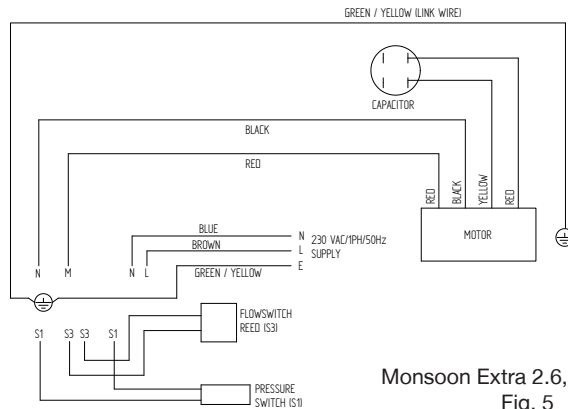 GREEN / YELLOW (LINK WIRE)
CAPACITOR
BLACK
RED
RED
BLACK
YELLOW
RED
MOTOR
BLUE
BROWN
GREEN / YELLOW
N
L
E
230 VAC/1PH/50Hz
SUPPLY
N M N L
S1 S3 S3 S1
FLOWSWITCH
REED (S3)
PRESSURE
SWITCH (S1)
Monsoon Extra 2.6,
Fig. 5